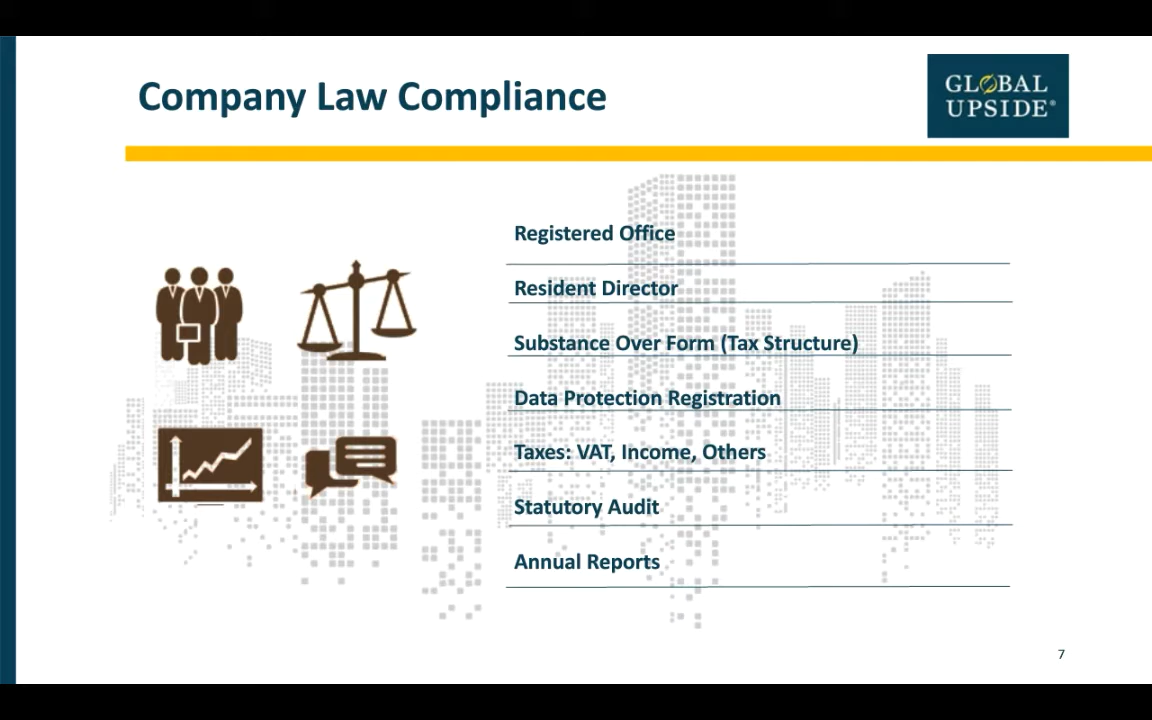 Company Law Compliance
GLOBAL
UPSIDE®
Registered Office
Resident Director
Substance Over Form (Tax Structure)
Data Protection Registration
Taxes: VAT, Income, Others
Statutory Audit
Annual Reports
7